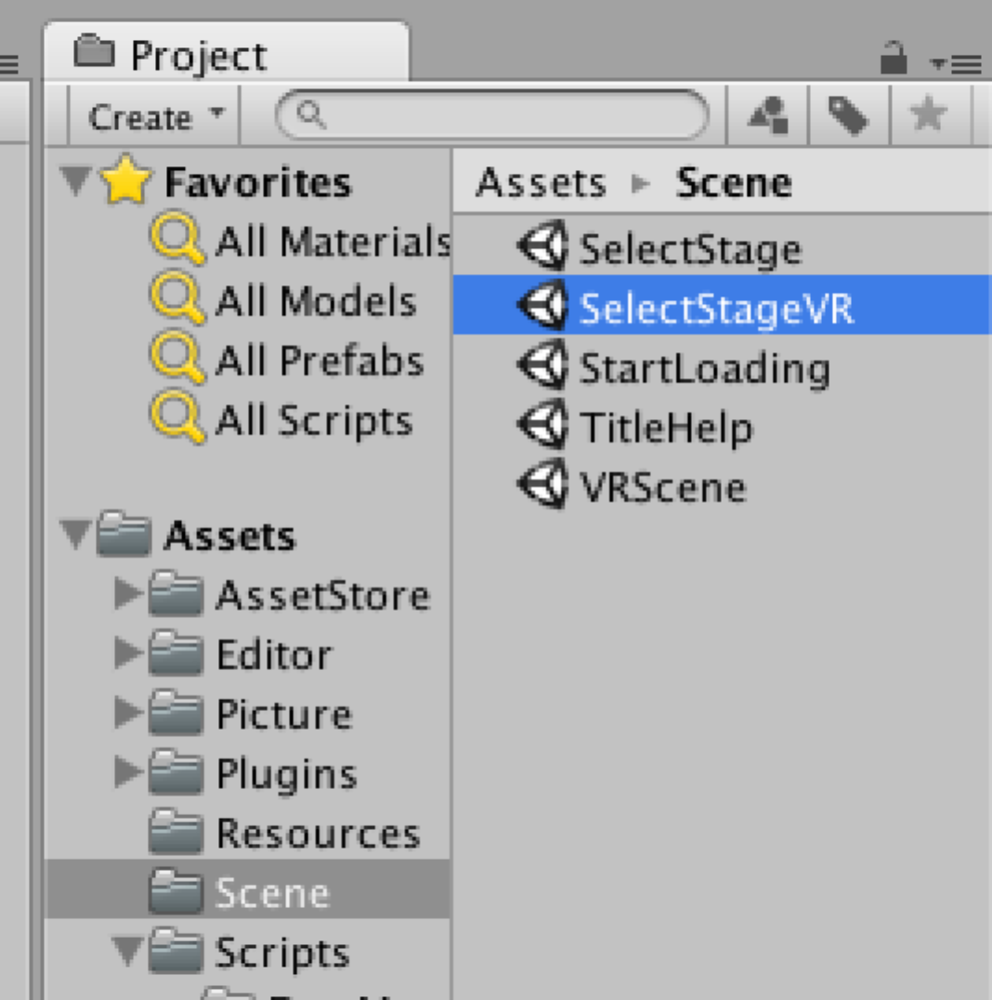 Project
Create
Favorites
All Materials
All Models
All Prefabs
All Scripts
Assets
AssetStore
Editor
Picture
Plugins
Resources
Scene
Scripts
Assets ▸ Scene
SelectStage
SelectStageVR
StartLoading
TitleHelp
VRScene